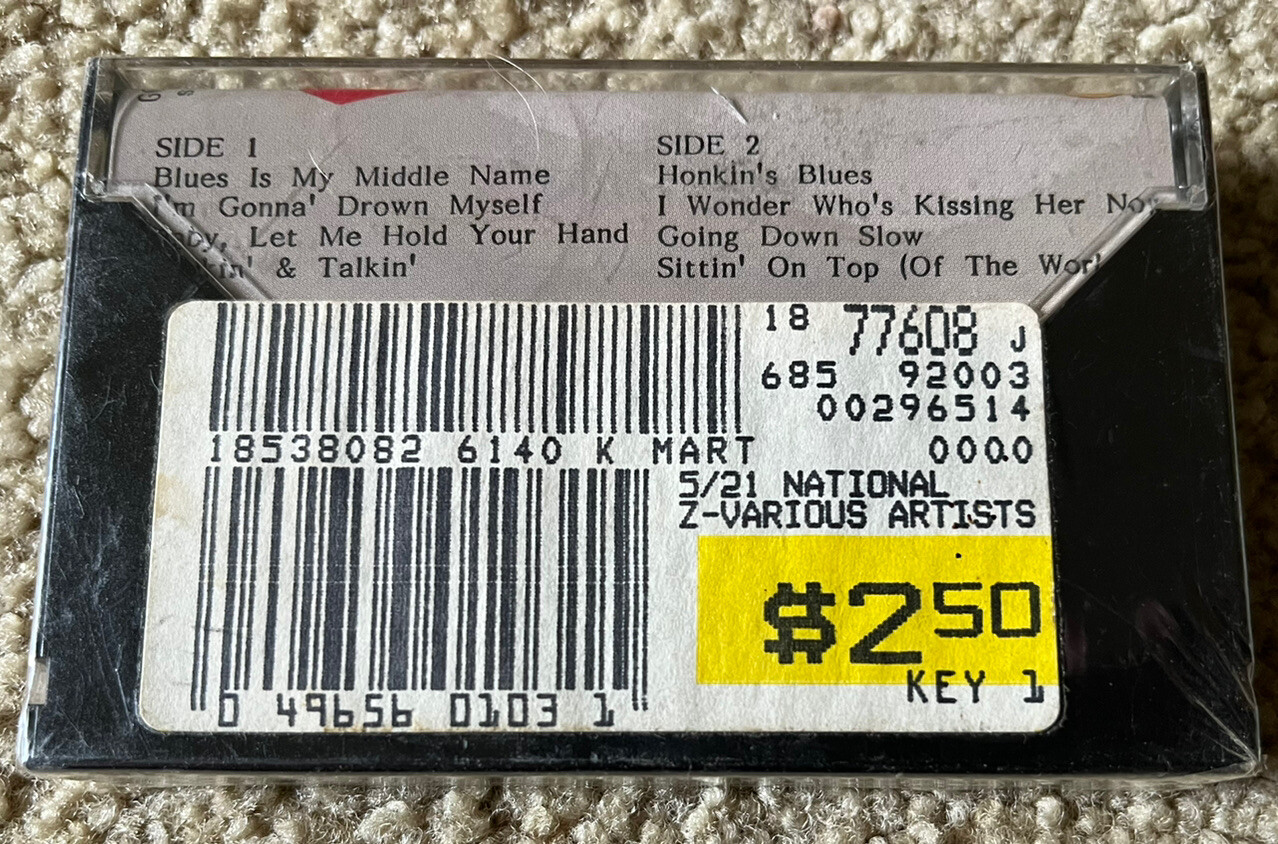 SIDE 1
Blues Is My Middle Name
I'm Gonna' Drown Myself
Let Me Hold Your Hand
& Talkin'
SIDE 2
Honkin's Blues
I Wonder Who's Kissing Her
Going Down Slow
Sittin' On Top (Of The
18 77608 J
685 92003
00296514
18538082 6140 K MART 0000
5/21 NATIONAL
Z-VARIOUS ARTISTS
$2.50
KEY 1
0 49656 0103 1